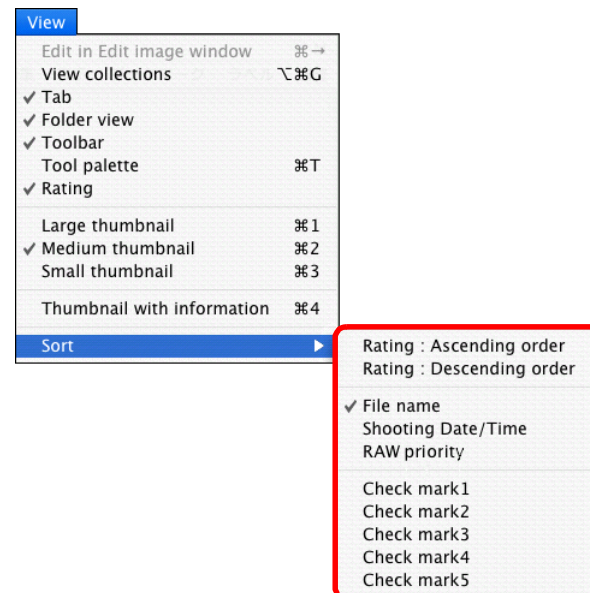 View
Edit in Edit image window ⌘→
View collections ⌥⌘G
✓ Tab
✓ Folder view
✓ Toolbar
Tool palette ⌘T
✓ Rating
Large thumbnail ⌘1
✓ Medium thumbnail ⌘2
Small thumbnail ⌘3
Thumbnail with information ⌘4
Sort ▶
Rating : Ascending order
Rating : Descending order
✓ File name
Shooting Date/Time
RAW priority
Check mark1
Check mark2
Check mark3
Check mark4
Check mark5